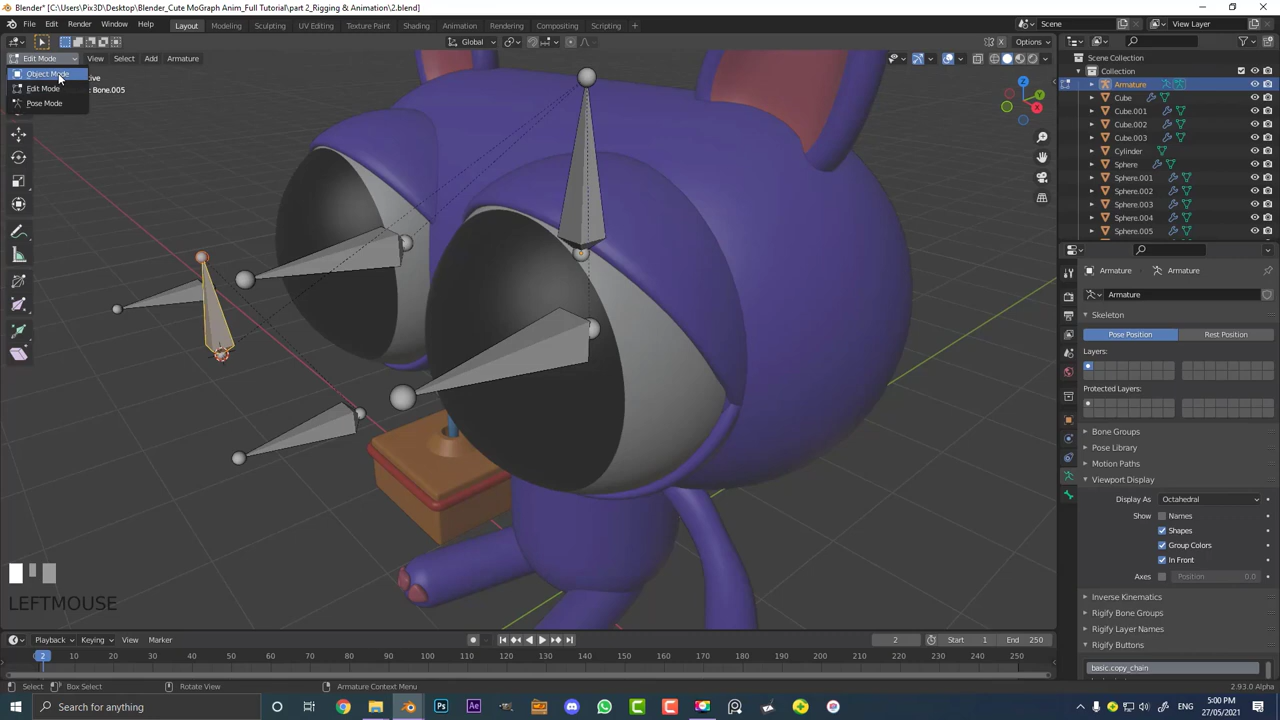 Blender* [C:\Users\Pix3D\Desktop\Blender_Cute MoGraph Anim_Full Tutorial\part 2_Rigging & Animation\2.blend]
File Edit Render Window Help Layout Modeling Sculpting UV Editing Texture Paint Shading Animation Rendering Compositing Scripting + Scene View Layer
Global Options
Edit Mode View Select Add Armature
Object Mode
Edit Mode
Pose Mode
Bone.005
Scene Collection
Collection
Armature
Cube
Cube.001
Cube.002
Cube.003
Cylinder
Sphere
Sphere.001
Sphere.002
Sphere.003
Sphere.004
Sphere.005
Armature Armature
Armature
Skeleton
Pose Position Rest Position
Layers:
Protected Layers:
Bone Groups
Pose Library
Motion Paths
Viewport Display
Display As Octahedral
Show Names
Shapes
Group Colors
In Front
Axes Position 0.0
Inverse Kinematics
Rigify Bone Groups
Rigify Layer Names
Rigify Buttons
basic.copy_chain
Z
Y
X
LEFTMOUSE
Playback Keying View Marker 2 Start 1 End 250
2 10 20 30 40 50 60 70 80 90 100 110 120 130 140 150 160 170 180 190 200 210 220 230 240 250
Select Box Select Rotate View Armature Context Menu 2.93.0 Alpha
Search for anything
5:00 PM
27/05/2021